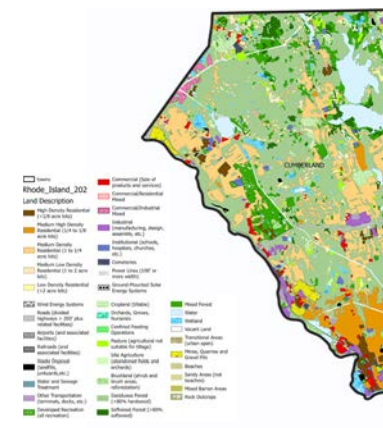 CUMBERLAND
towns
Rhode_Island_202
Land Description
High Density Residential
(<1/8 acre lots)
Medium High Density
Residential (1/4 to 1/8
acre lots)
Medium Density
Residential (1 to 1/4
acre lots)
Medium Low Density
Residential (1 to 2 acre
lots)
Low Density Residential
(>2 acre lots)
Commercial (Sale of
products and services)
Commercial/Residential
Mixed
Commercial/Industrial
Mixed
Industrial
(manufacturing, design,
assembly, etc.)
Institutional (schools,
hospitals, churches,
etc.)
Cemeteries
Power Lines (100' or
more width)
Ground-Mounted Solar
Energy Systems
Wind Energy Systems
Roads (divided
highways > 200' plus
related facilities)
Airports (and associated
facilities)
Railroads (and
associated facilities)
Waste Disposal
(landfills,
junkyards,etc.)
Water and Sewage
Treatment
Other Transportation
(terminals, docks, etc.)
Developed Recreation
(all recreation)
Cropland (tillable)
Orchards, Groves,
Nurseries
Confined Feeding
Operations
Pasture (agricultural not
suitable for tillage)
Idle Agriculture
(abandoned fields and
orchards)
Brushland (shrub and
brush areas,
reforestation)
Deciduous Forest
(>80% hardwood)
Softwood Forest (>80%
softwood)
Mixed Forest
Water
Wetland
Vacant Land
Transitional Areas
(urban open)
Mines, Quarries and
Gravel Pits
Beaches
Sandy Areas (not
beaches)
Mixed Barren Areas
Rock Outcrops